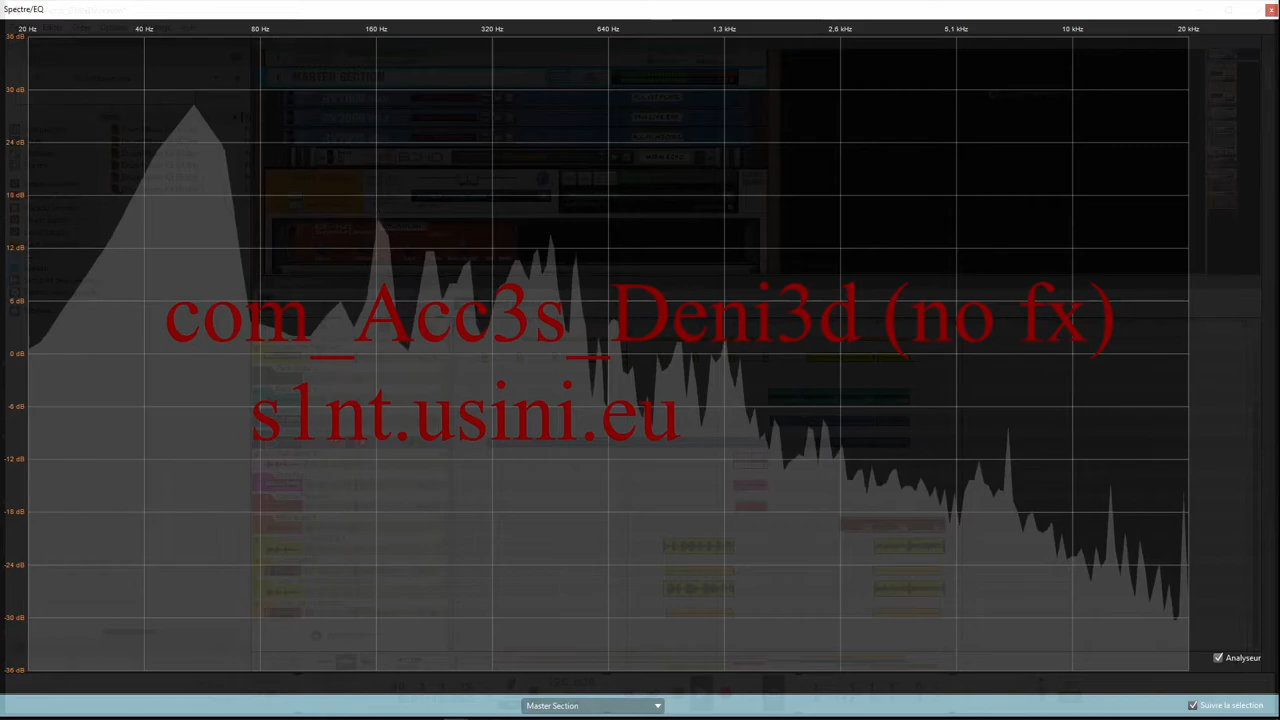 Spectre/EQ
20 Hz 40 Hz 80 Hz 160 Hz 320 Hz 640 Hz 1,3 kHz 2,6 kHz 5,1 kHz 10 kHz 20 kHz
36 dB
30 dB
24 dB
18 dB
12 dB
6 dB
0 dB
-6 dB
-12 dB
-18 dB
-24 dB
-30 dB
-36 dB
MASTER SECTION
com_Acc3s_Deni3d (no fx)
s1nt.usini.eu
Analyseur
Master Section
Suivre la sélection